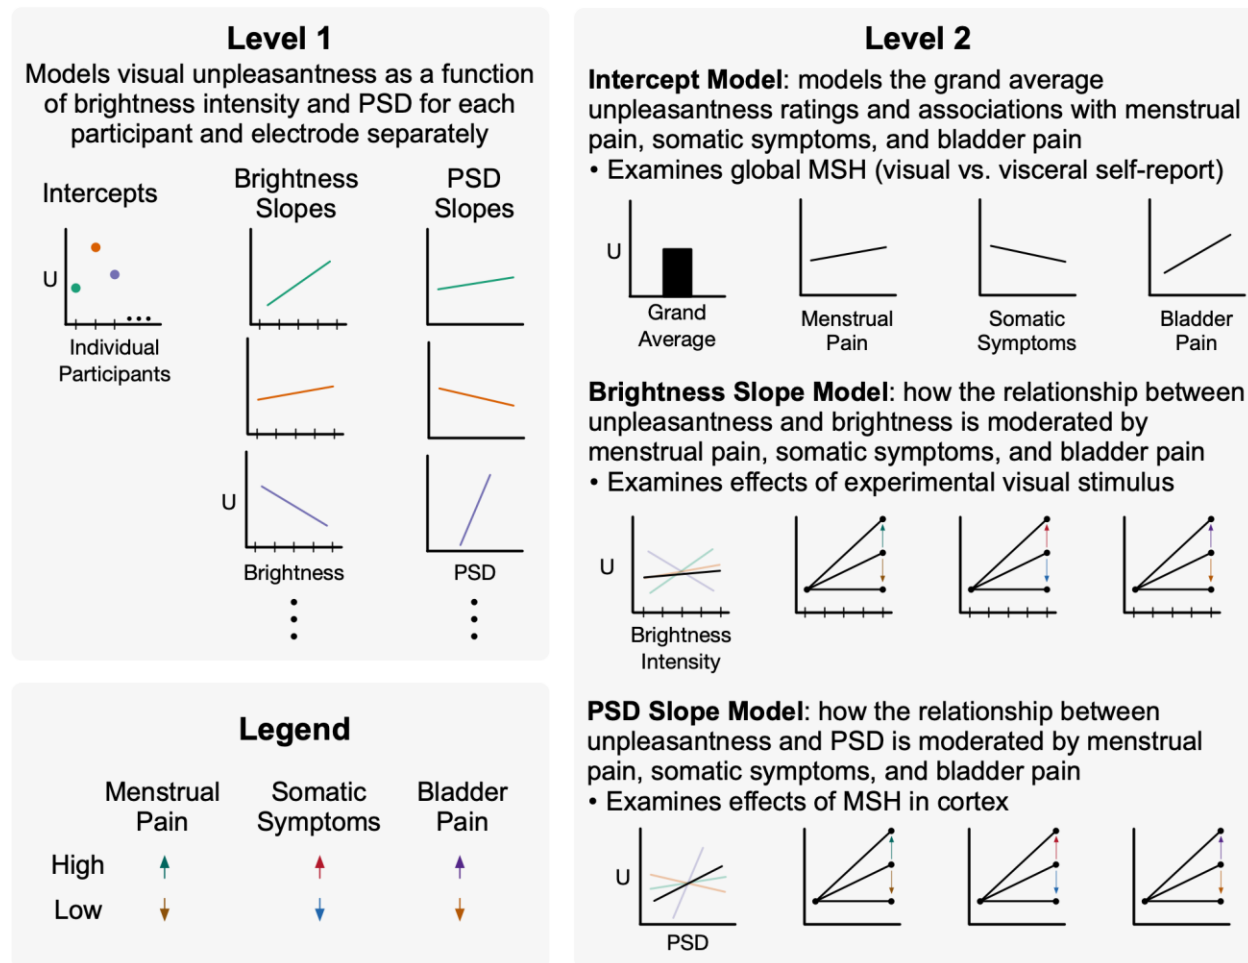 Level 1
Models visual unpleasantness as a function
of brightness intensity and PSD for each
participant and electrode separately
Intercepts
Brightness
Slopes
PSD
Slopes
U
Individual
Participants
U
Brightness
PSD
Legend
Menstrual
Pain
Somatic
Symptoms
Bladder
Pain
High
Low
Level 2
Intercept Model: models the grand average
unpleasantness ratings and associations with menstrual
pain, somatic symptoms, and bladder pain
• Examines global MSH (visual vs. visceral self-report)
U
Grand
Average
Menstrual
Pain
Somatic
Symptoms
Bladder
Pain
Brightness Slope Model: how the relationship between
unpleasantness and brightness is moderated by
menstrual pain, somatic symptoms, and bladder pain
• Examines effects of experimental visual stimulus
U
Brightness
Intensity
PSD Slope Model: how the relationship between
unpleasantness and PSD is moderated by menstrual
pain, somatic symptoms, and bladder pain
• Examines effects of MSH in cortex
U
PSD